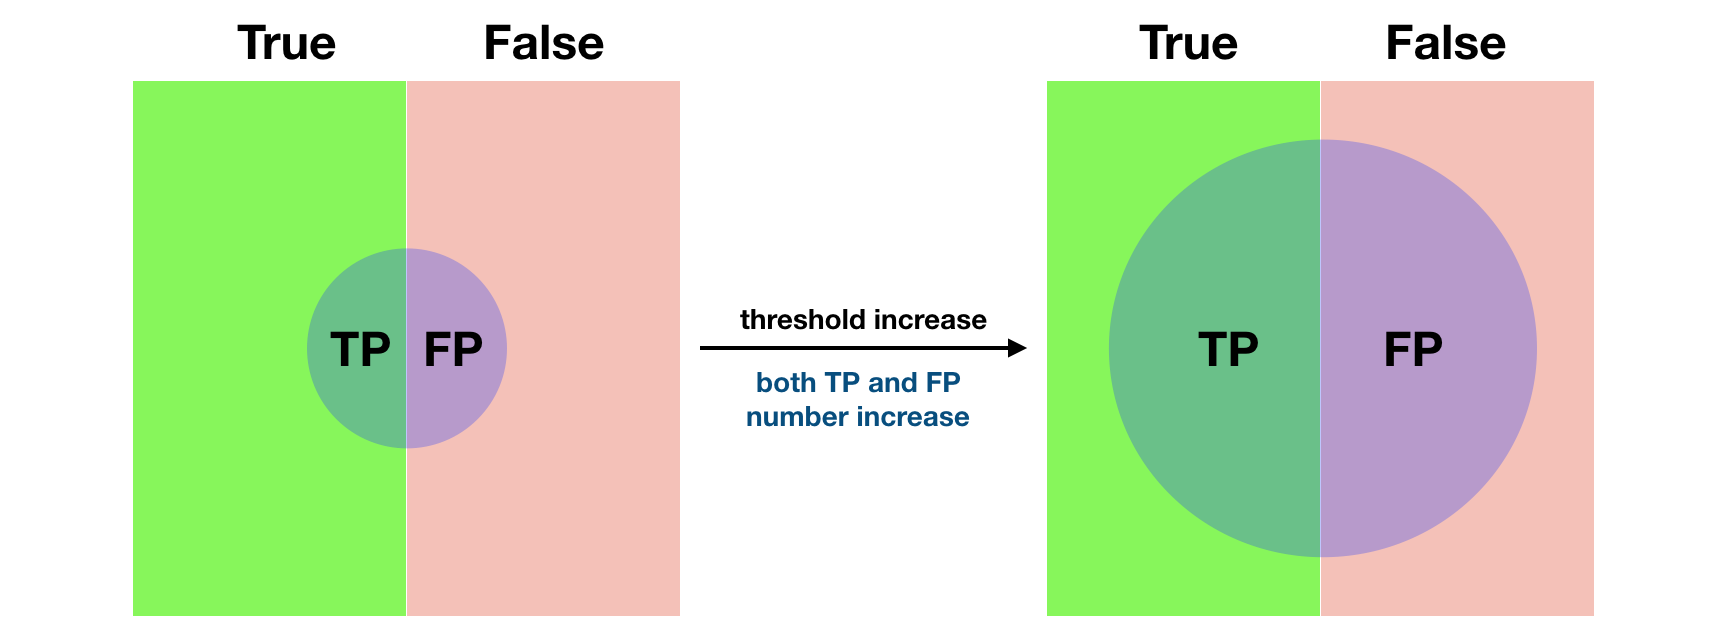 True False
True False
TP FP
threshold increase
both TP and FP
number increase
TP FP